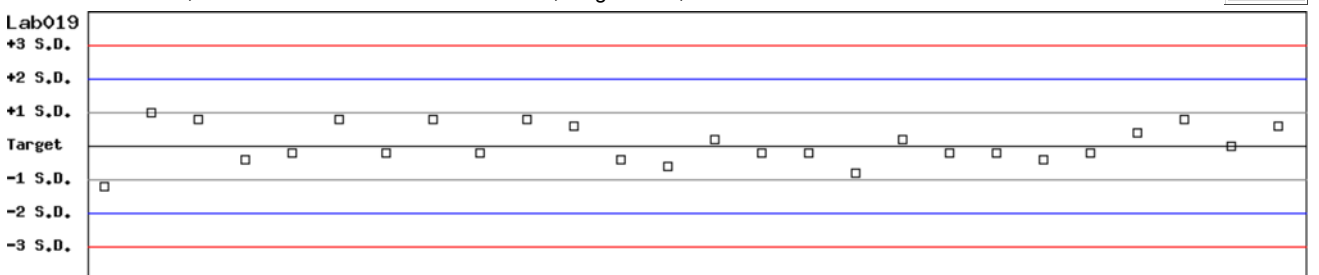 Lab019
+3 S.D.
+2 S.D.
+1 S.D.
Target
-1 S.D.
-2 S.D.
-3 S.D.